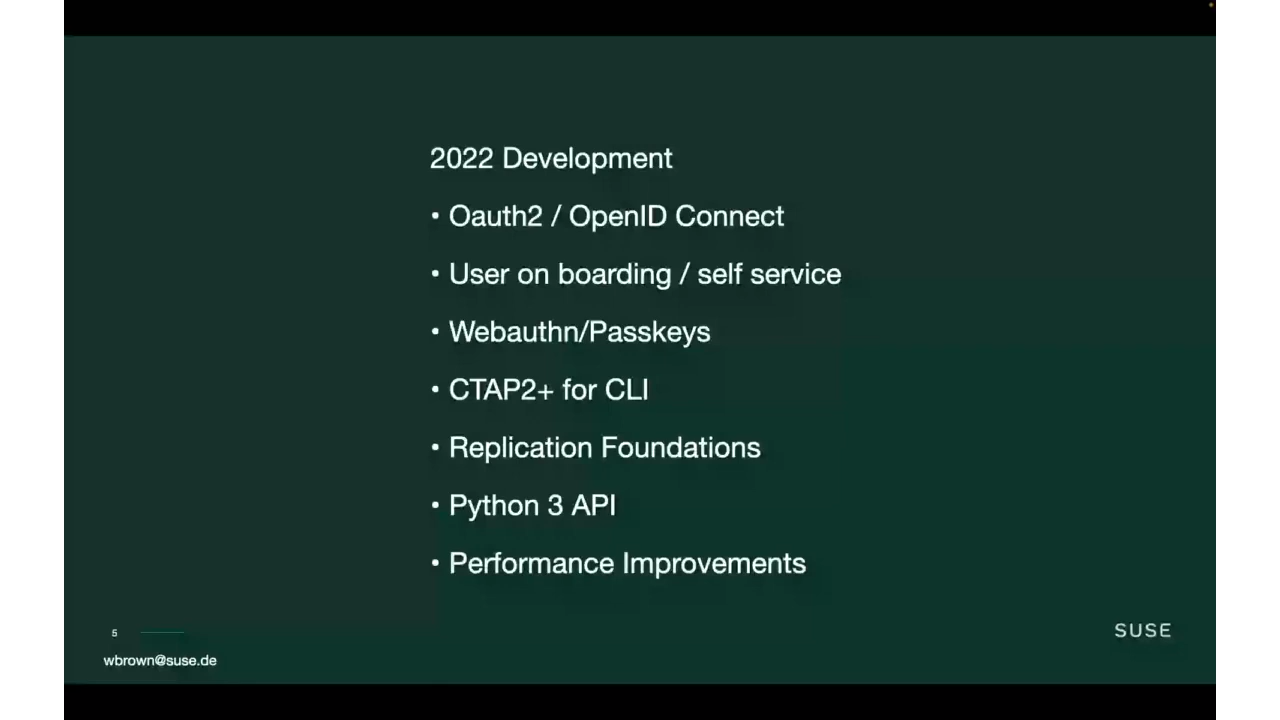 2022 Development
• Oauth2 / OpenID Connect
• User on boarding / self service
• Webauthn/Passkeys
• CTAP2+ for CLI
• Replication Foundations
• Python 3 API
• Performance Improvements
5
wbrown@suse.de
SUSE